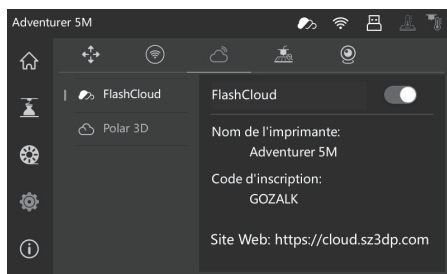 Adventurer 5M
FlashCloud
Polar 3D
FlashCloud
Nom de l'imprimante:
Adventurer 5M
Code d'inscription:
GOZALK
Site Web: https://cloud.sz3dp.com